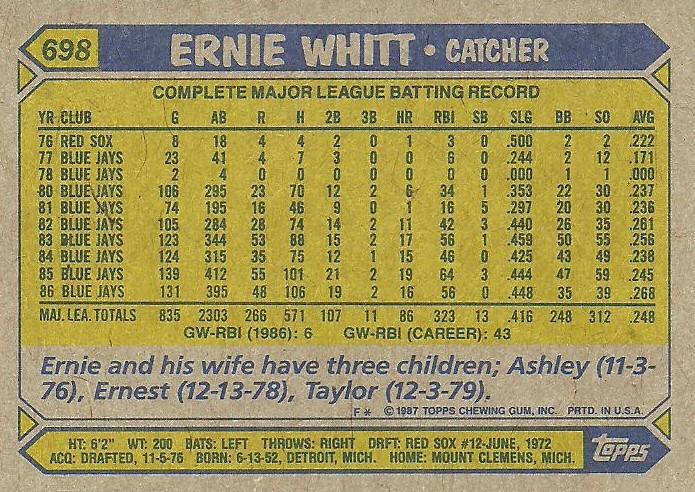 698 ERNIE WHITT • CATCHER
COMPLETE MAJOR LEAGUE BATTING RECORD
YR CLUB G AB R H 2B 3B HR RBI SB SLG BB SO AVG
76 RED SOX 8 18 4 4 2 0 1 3 0 .500 2 2 .222
77 BLUE JAYS 23 41 4 7 3 0 0 6 0 .244 2 12 .171
78 BLUE JAYS 2 4 0 0 0 0 0 0 0 .000 1 1 .000
80 BLUE JAYS 106 295 23 70 12 2 6 34 1 .353 22 30 .237
81 BLUE JAYS 74 195 16 46 9 0 1 16 5 .297 20 30 .236
82 BLUE JAYS 105 284 28 74 14 2 11 42 3 .440 26 35 .261
83 BLUE JAYS 123 344 53 88 15 2 17 56 1 .459 50 55 .256
84 BLUE JAYS 124 315 35 75 12 1 15 46 0 .425 43 49 .238
85 BLUE JAYS 139 412 55 101 21 2 19 64 3 .444 47 59 .245
86 BLUE JAYS 131 395 48 106 19 2 16 56 0 .448 35 39 .268
MAJ. LEA. TOTALS 835 2303 266 571 107 11 86 323 13 .416 248 312 .248
GW-RBI (1986): 6 GW-RBI (CAREER): 43
Ernie and his wife have three children; Ashley (11-3-
76), Ernest (12-13-78), Taylor (12-3-79).
F * © 1987 TOPPS CHEWING GUM, INC. PRTD. IN U.S.A.
HT: 6'2" WT: 200 BATS: LEFT THROWS: RIGHT DRFT: RED SOX #12-JUNE, 1972
ACQ: DRAFTED, 11-5-76 BORN: 6-13-52, DETROIT, MICH. HOME: MOUNT CLEMENS, MICH.
topps